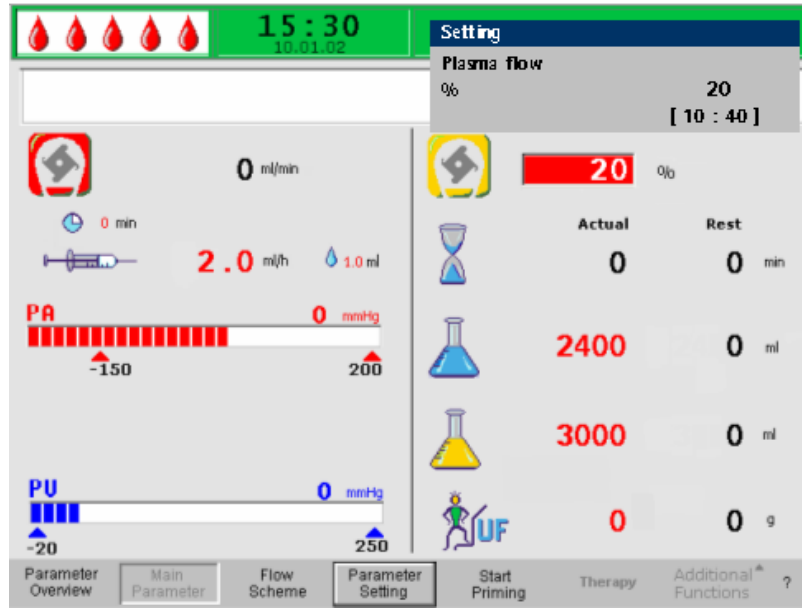 15:30
10.01.02
Setting
Plasma flow
% 20
[ 10 : 40 ]
0 ml/min
20 %
0 min
Actual Rest
2.0 ml/h 1.0 ml
0 0 min
PA 0 mmHg
-150 200
2400 0 ml
3000 0 ml
PV 0 mmHg
-20 250
UF 0 0 g
Parameter Overview
Main Parameter
Flow Scheme
Parameter Setting
Start Priming
Therapy
Additional Functions
?